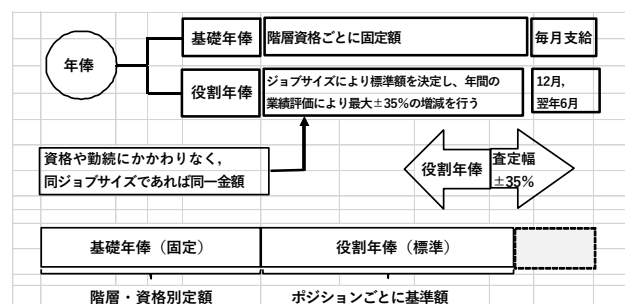 年俸
基礎年俸
階層資格ごとに固定額
毎月支給
役割年俸
ジョブサイズにより標準額を決定し、年間の
業績評価により最大±35%の増減を行う
12月,
翌年6月
資格や勤続にかかわりなく,
同ジョブサイズであれば同一金額
役割年俸
査定幅
±35%
基礎年俸（固定）
役割年俸（標準）
階層・資格別定額
ポジションごとに基準額